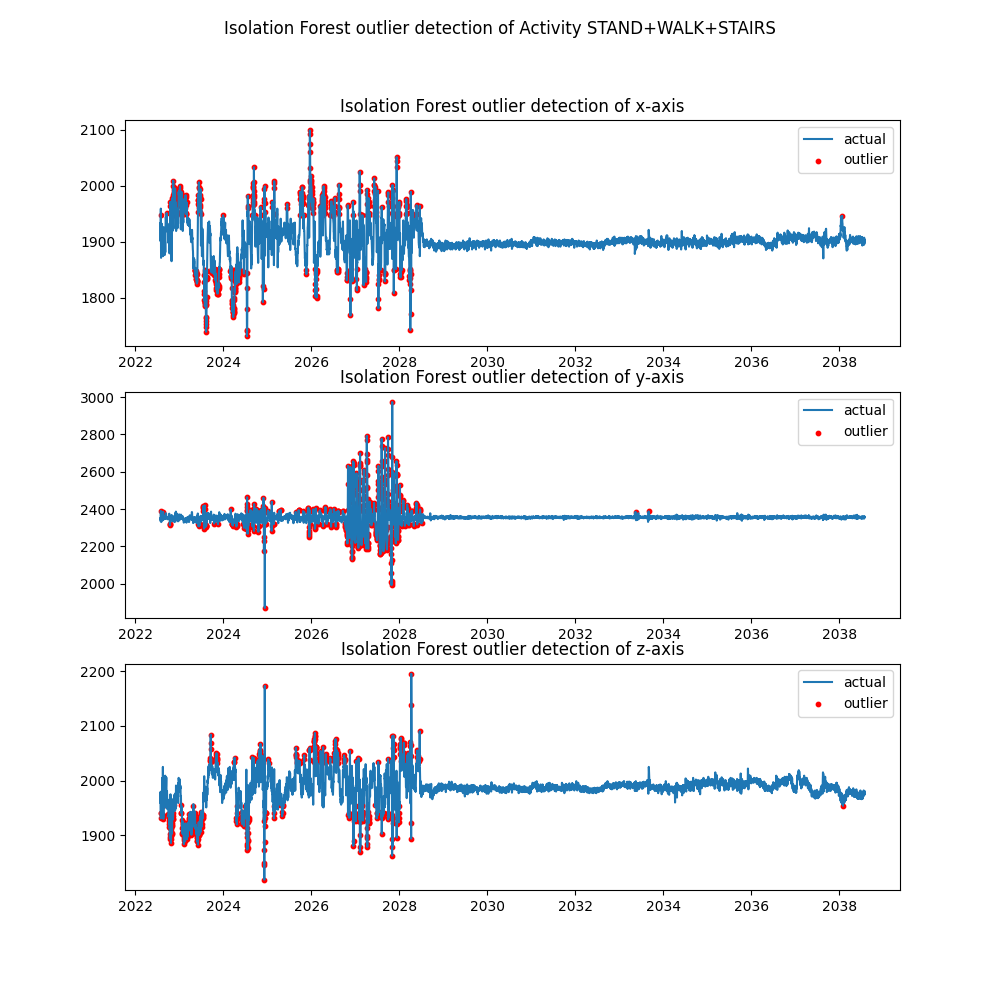 Isolation Forest outlier detection of Activity STAND+WALK+STAIRS
Isolation Forest outlier detection of x-axis
2100
2000
1900
1800
actual
outlier
2022 2024 2026 2028 2030 2032 2034 2036 2038
Isolation Forest outlier detection of y-axis
3000
2800
2600
2400
2200
2000
actual
outlier
2022 2024 2026 2028 2030 2032 2034 2036 2038
Isolation Forest outlier detection of z-axis
2200
2100
2000
1900
actual
outlier
2022 2024 2026 2028 2030 2032 2034 2036 2038